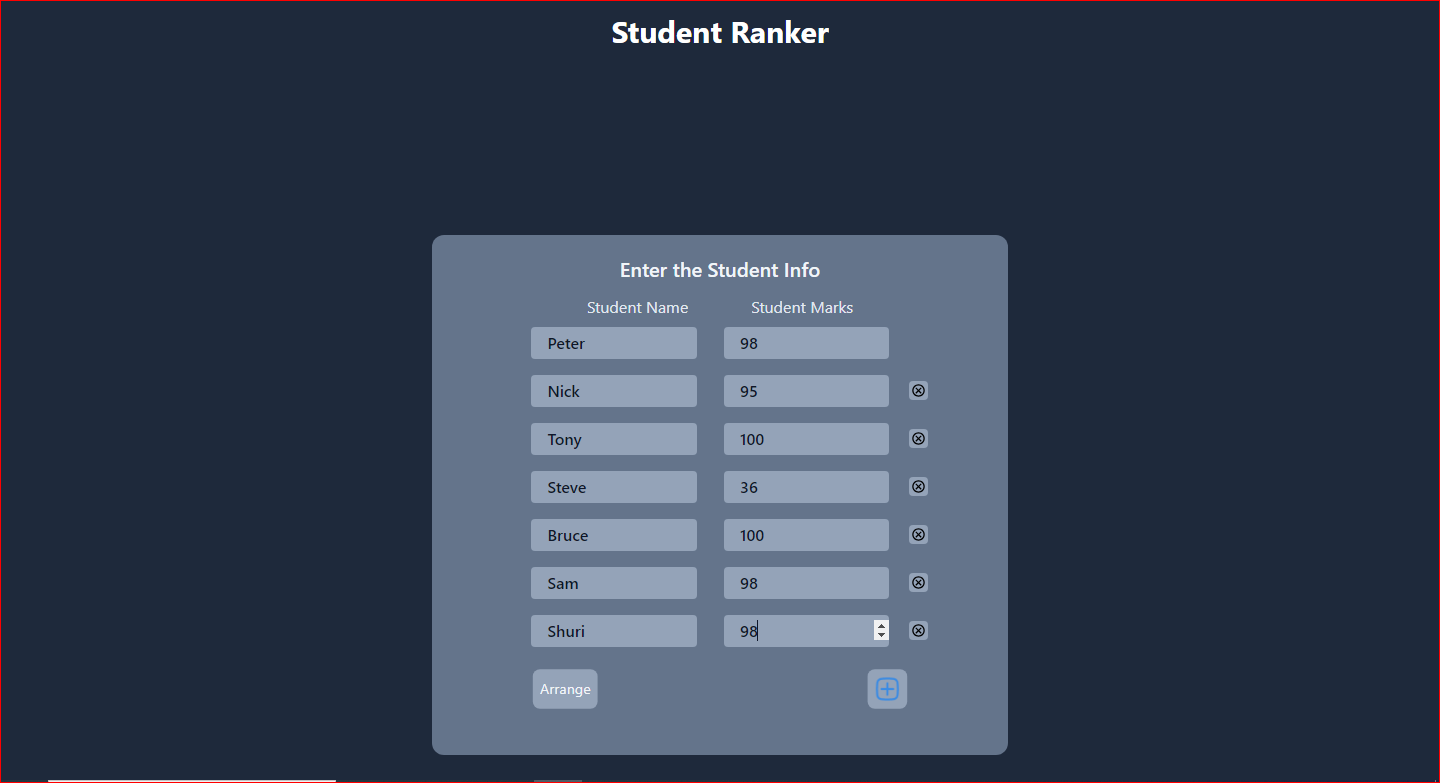 Student Ranker
Enter the Student Info
Student Name Student Marks
Peter 98
Nick 95
Tony 100
Steve 36
Bruce 100
Sam 98
Shuri 98
Arrange